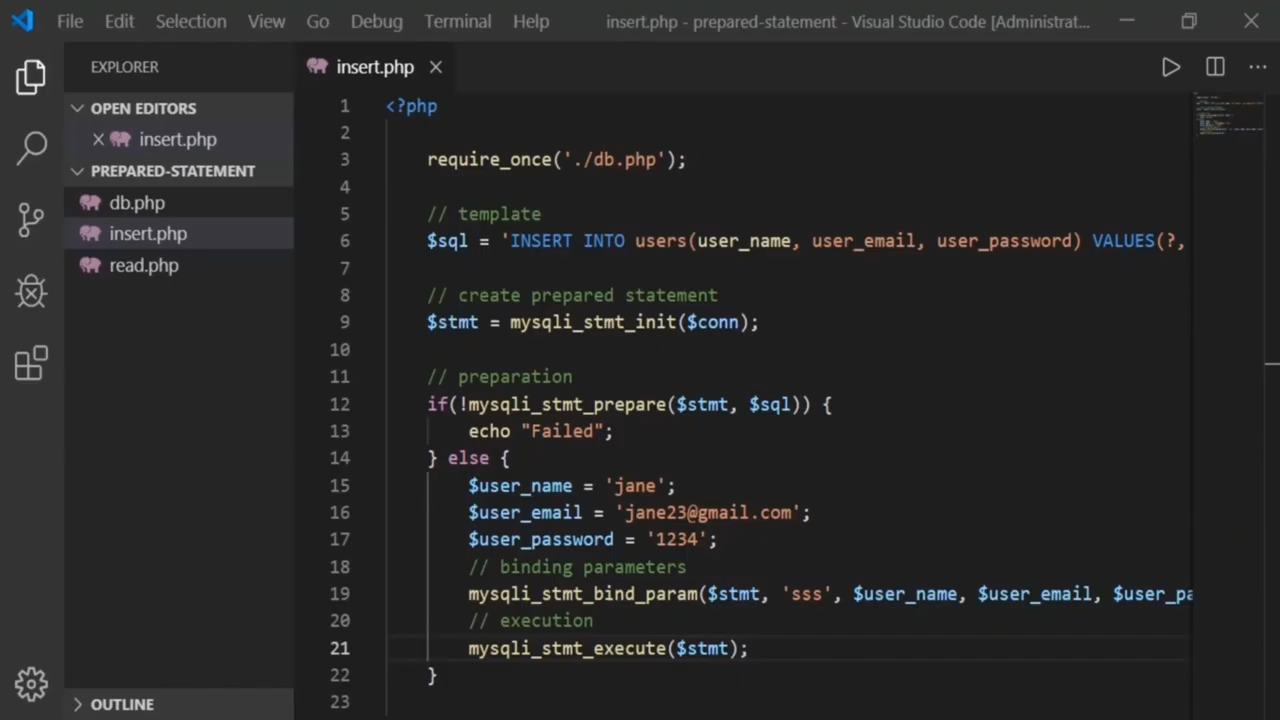 File Edit Selection View Go Debug Terminal Help insert.php - prepared-statement - Visual Studio Code [Administrat...
EXPLORER
OPEN EDITORS
insert.php
PREPARED-STATEMENT
db.php
insert.php
read.php
OUTLINE
insert.php
1 <?php
2
3 require_once('./db.php');
4
5 // template
6 $sql = 'INSERT INTO users(user_name, user_email, user_password) VALUES(?,
7
8 // create prepared statement
9 $stmt = mysqli_stmt_init($conn);
10
11 // preparation
12 if(!mysqli_stmt_prepare($stmt, $sql)) {
13 echo "Failed";
14 } else {
15 $user_name = 'jane';
16 $user_email = 'jane23@gmail.com';
17 $user_password = '1234';
18 // binding parameters
19 mysqli_stmt_bind_param($stmt, 'sss', $user_name, $user_email, $user_pa
20 // execution
21 mysqli_stmt_execute($stmt);
22 }
23